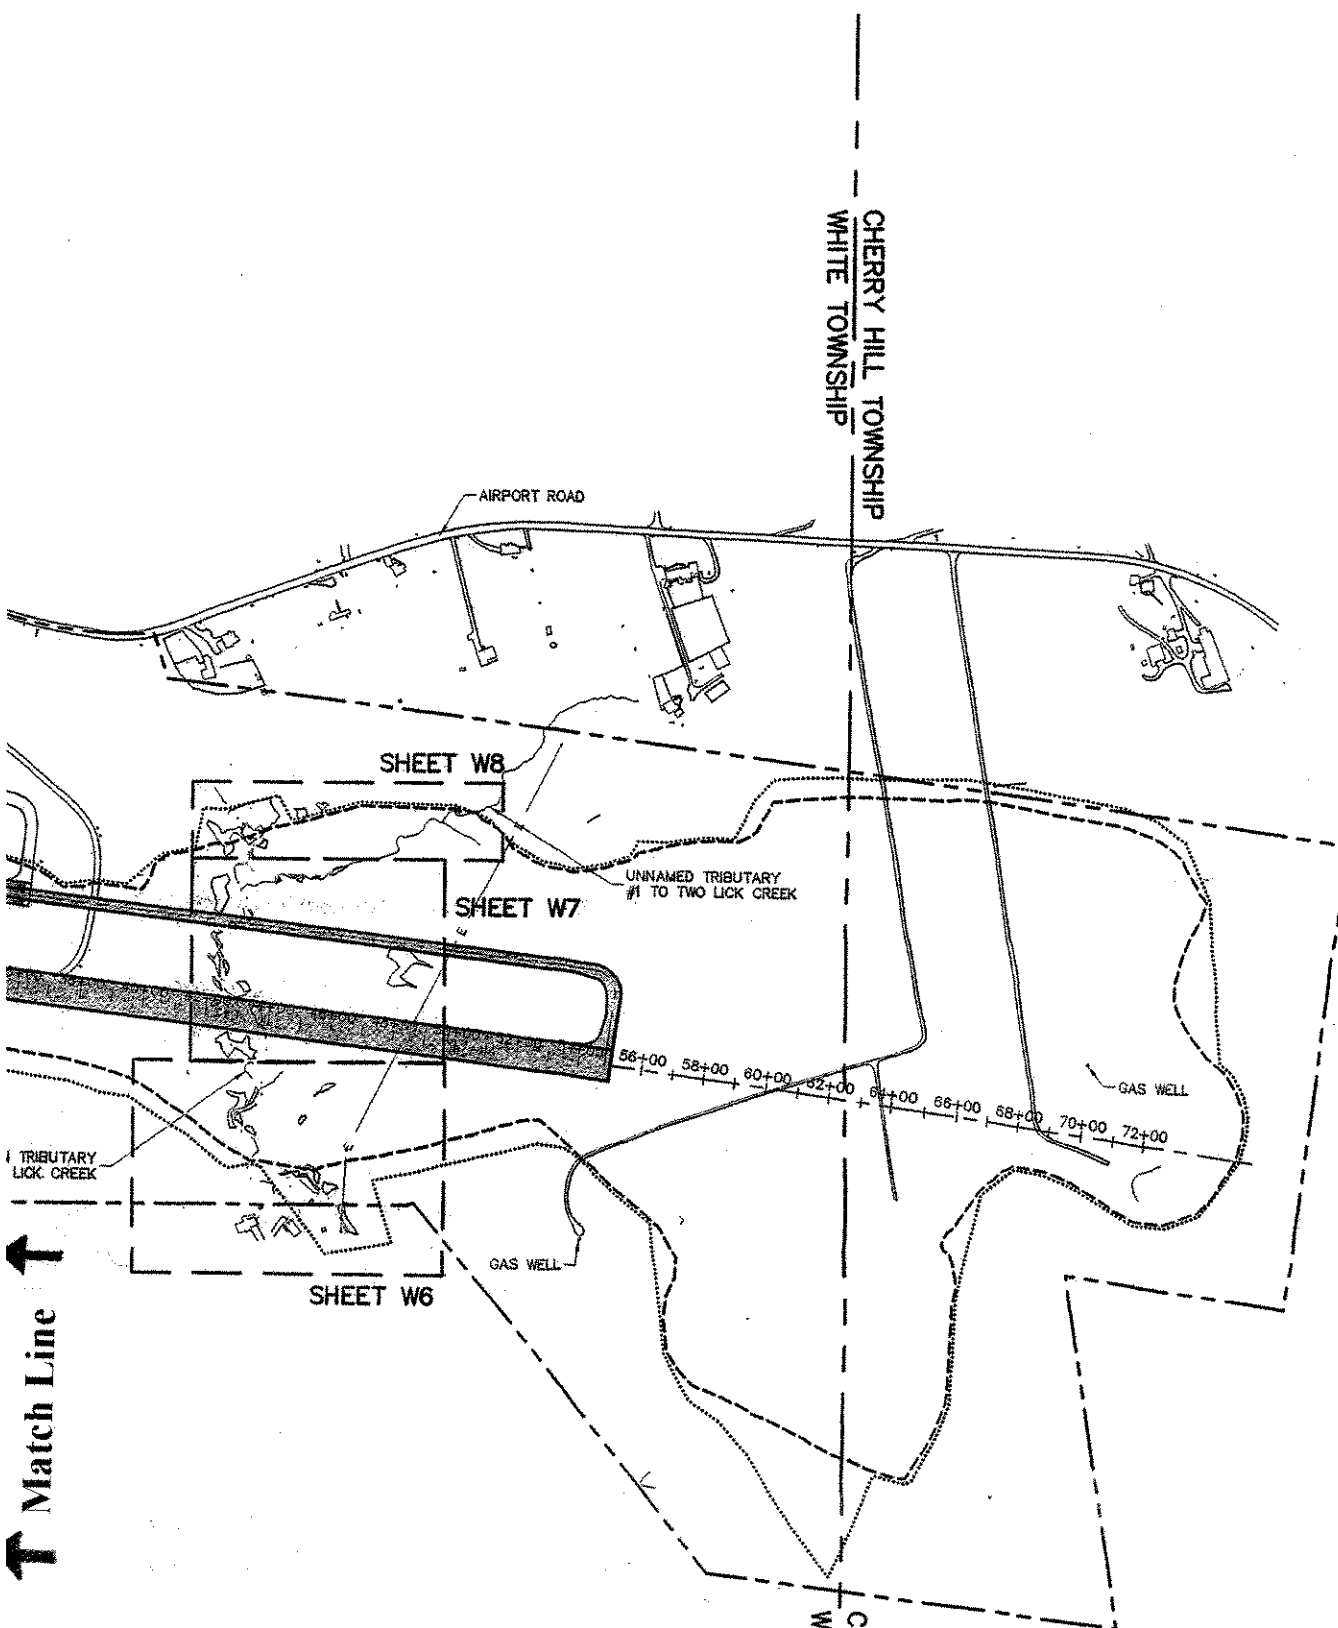 CHERRY HILL TOWNSHIP
WHITE TOWNSHIP
AIRPORT ROAD
SHEET W8
UNNAMED TRIBUTARY
#1 TO TWO LICK CREEK
SHEET W7
56+00 58+00 60+00 62+00 64+00 66+00 68+00 70+00 72+00
GAS WELL
TRIBUTARY
LICK CREEK
GAS WELL
SHEET W6
Match Line
C
W